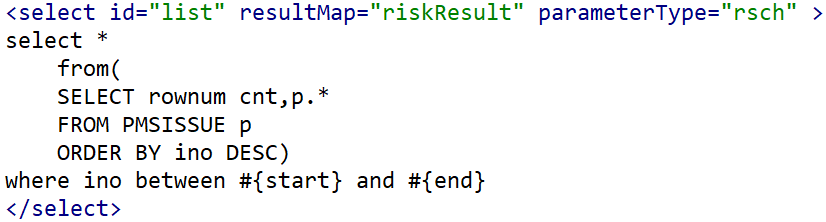 <select id="list" resultMap="riskResult" parameterType="rsch" >
select *
    from(
    SELECT rownum cnt,p.*
    FROM PMSISSUE p
    ORDER BY ino DESC)
where ino between #{start} and #{end}
</select>